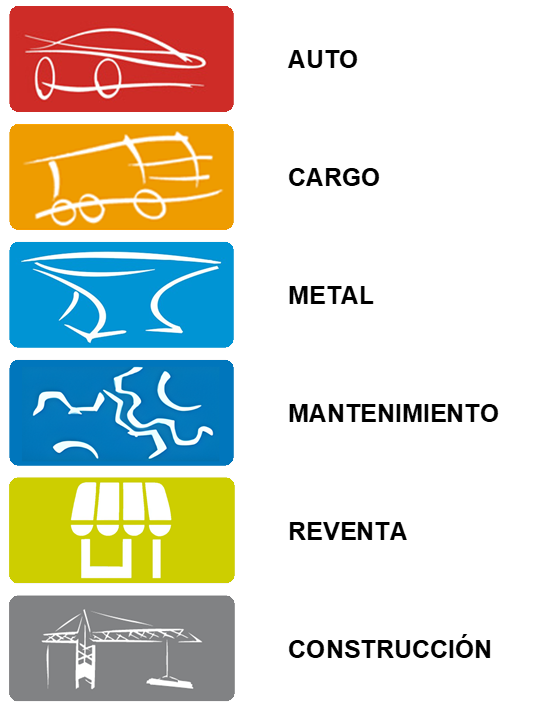 AUTO
CARGO
METAL
MANTENIMIENTO
REVENTA
CONSTRUCCIÓN